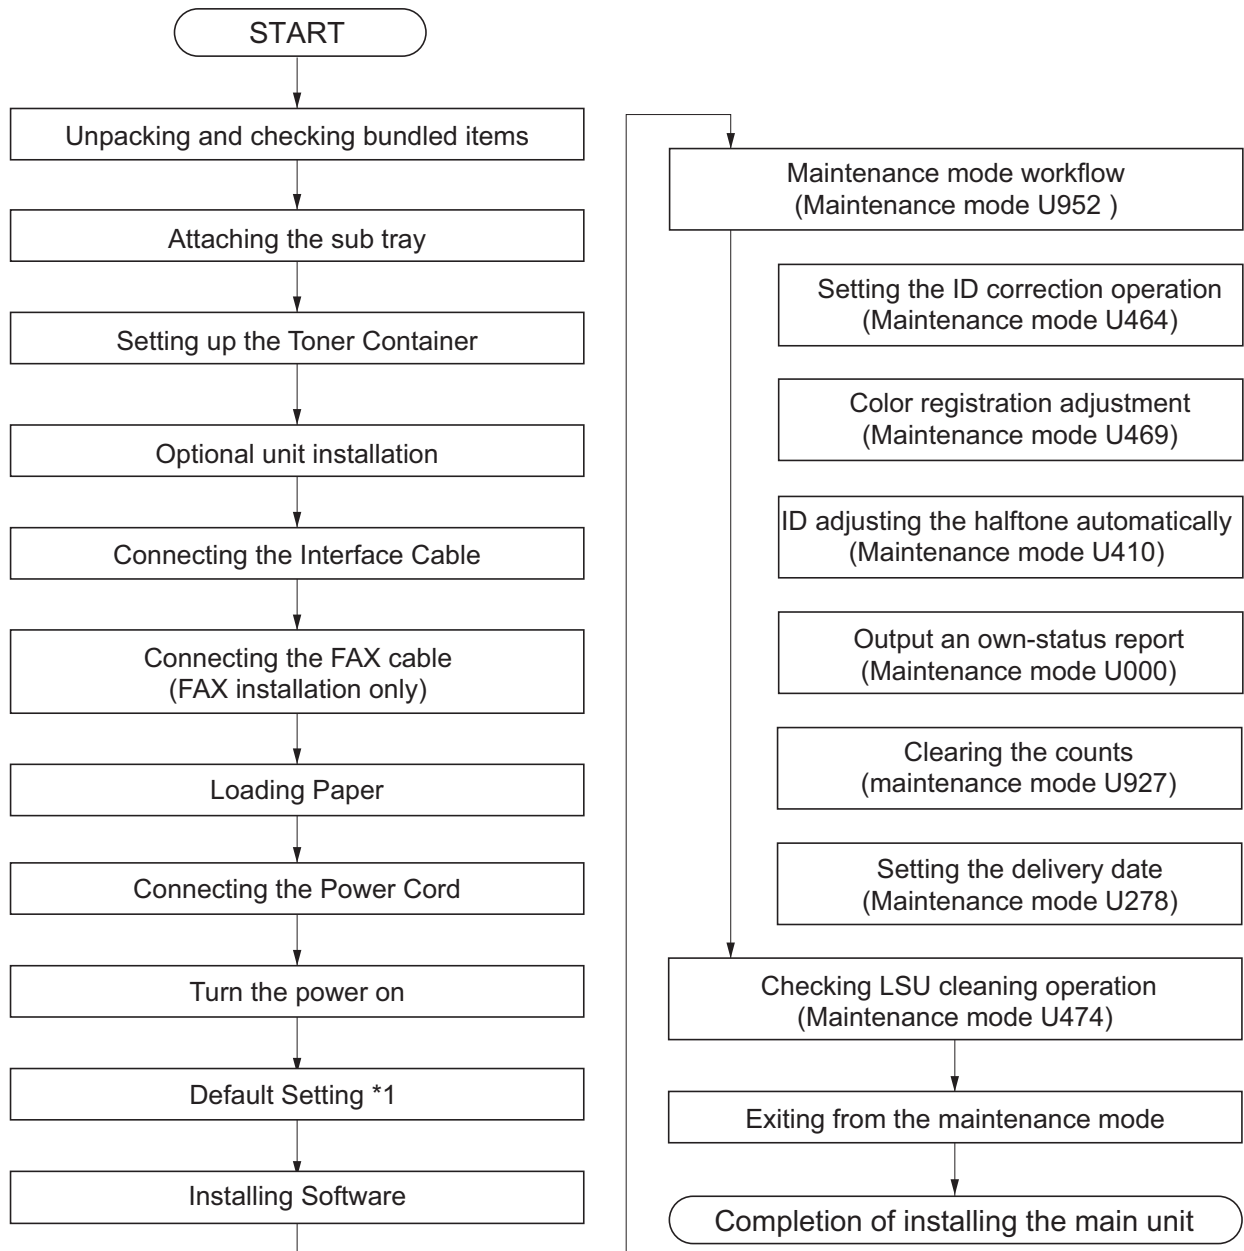 START
Unpacking and checking bundled items
Attaching the sub tray
Setting up the Toner Container
Optional unit installation
Connecting the Interface Cable
Connecting the FAX cable
(FAX installation only)
Loading Paper
Connecting the Power Cord
Turn the power on
Default Setting *1
Installing Software
Maintenance mode workflow
(Maintenance mode U952 )
Setting the ID correction operation
(Maintenance mode U464)
Color registration adjustment
(Maintenance mode U469)
ID adjusting the halftone automatically
(Maintenance mode U410)
Output an own-status report
(Maintenance mode U000)
Clearing the counts
(maintenance mode U927)
Setting the delivery date
(Maintenance mode U278)
Checking LSU cleaning operation
(Maintenance mode U474)
Exiting from the maintenance mode
Completion of installing the main unit